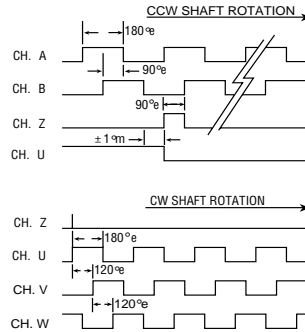 CCW SHAFT ROTATION
180°e
CH. A
90°e
CH. B
90°e
CH. Z
±1°m
CH. U
CW SHAFT ROTATION
CH. Z
CH. U
180°e
120°e
CH. V
120°e
CH. W